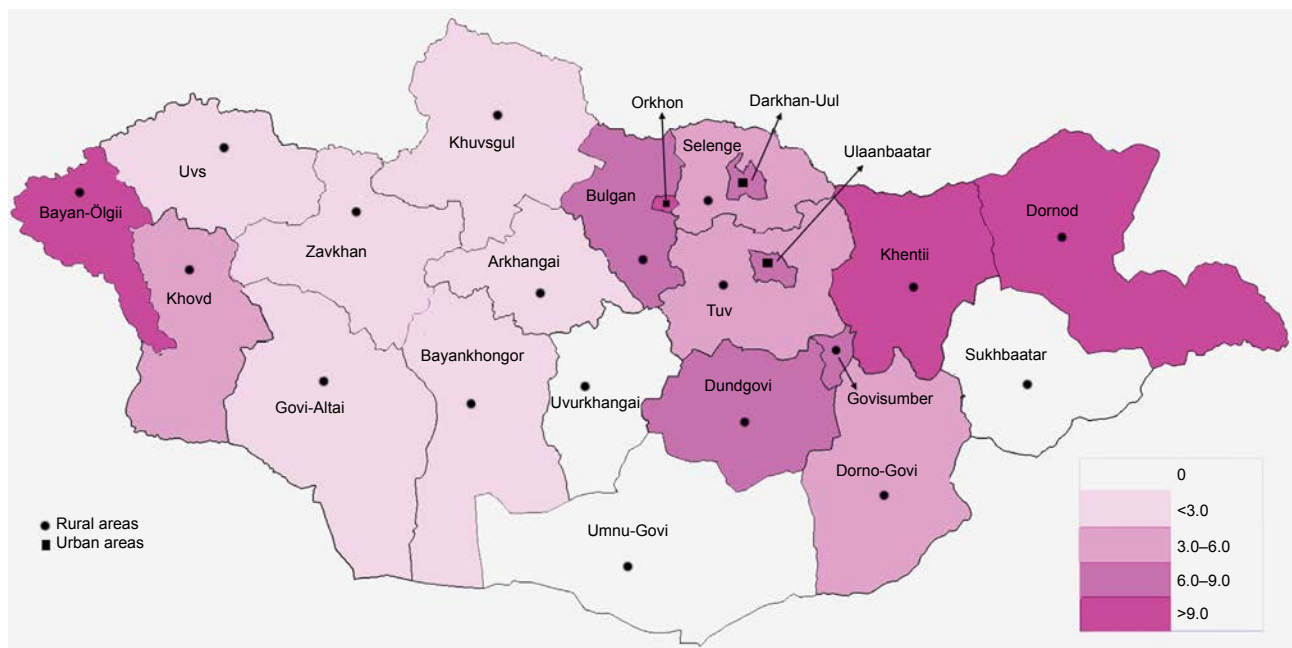 Orkhon
Darkhan-Uul
Khuvsgul
Selenge
Ulaanbaatar
Uvs
Bulgan
Bayan-Ölgii
Dornod
Zavkhan
Khentii
Arkhangai
Khovd
Tuv
Bayankhongor
Sukhbaatar
Dundgovi
Govi-Altai
Uvurkhangai
Govisumber
Dorno-Govi
Umnu-Govi
Rural areas
Urban areas
0
<3.0
3.0–6.0
6.0–9.0
>9.0